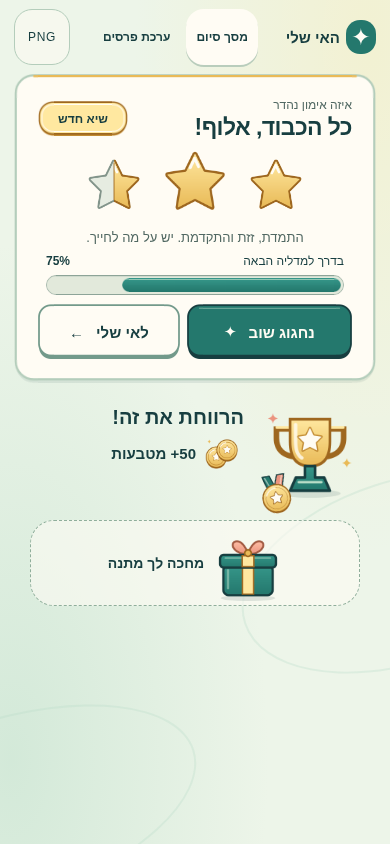 האי שלי
מסך סיום
ערכת פרסים
PNG
איזה אימון נהדר
כל הכבוד, אלוף!
שיא חדש
התמדת, זזת והתקדמת. יש על מה לחייך.
בדרך למדליה הבאה
75%
נחגוג שוב
לאי שלי ←
הרווחת את זה!
+50 מטבעות
מחכה לך מתנה